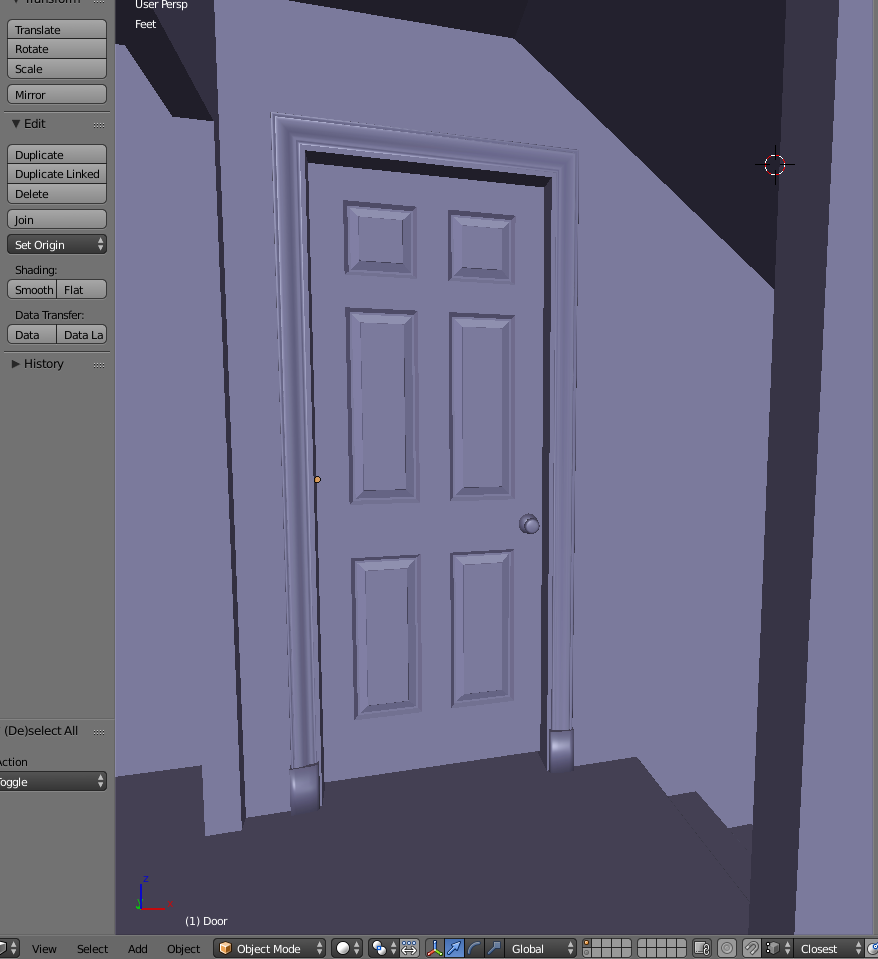 Transform
User Persp
Feet
Translate
Rotate
Scale
Mirror
Edit
Duplicate
Duplicate Linked
Delete
Join
Set Origin
Shading:
Smooth Flat
Data Transfer:
Data Data La
History
(De)select All
Action
Toggle
z
x
(1) Door
View Select Add Object Object Mode Global Closest